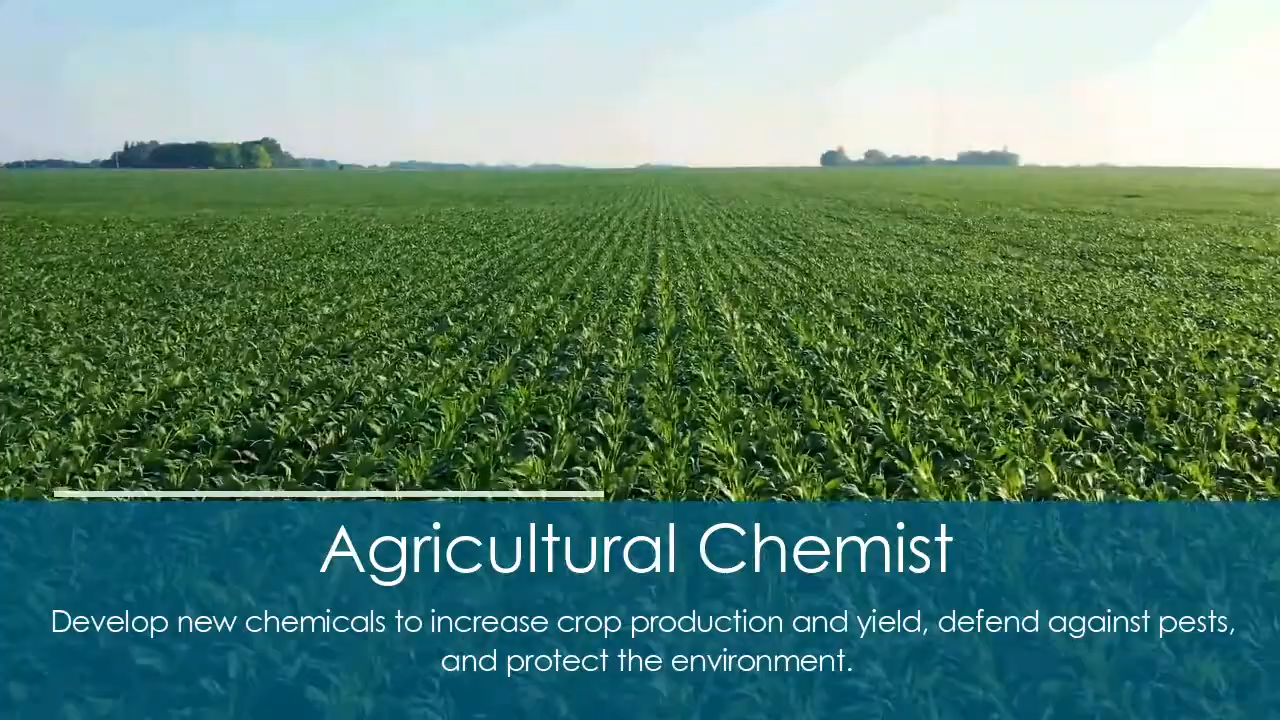 Agricultural Chemist
Develop new chemicals to increase crop production and yield, defend against pests,
and protect the environment.